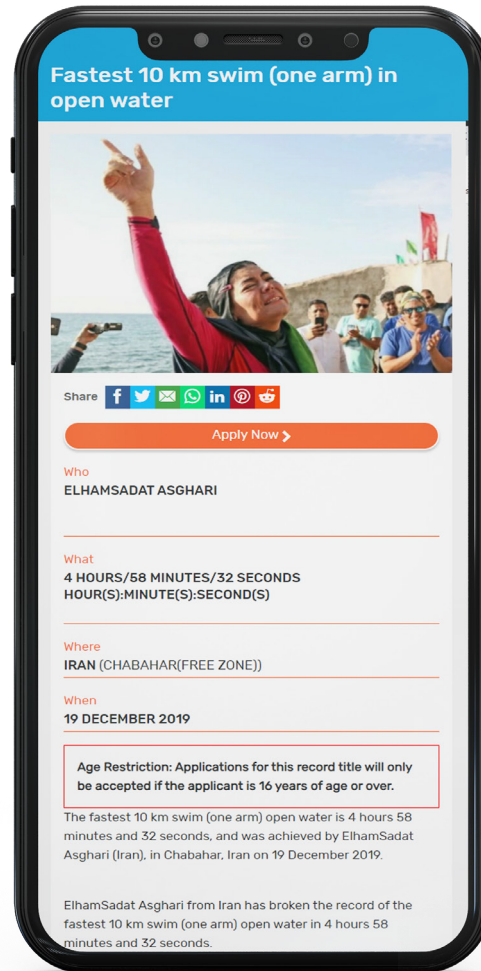 Fastest 10 km swim (one arm) in
open water
Share
Apply Now
Who
ELHAMSADAT ASGHARI
What
4 HOURS/58 MINUTES/32 SECONDS
HOUR(S):MINUTE(S):SECOND(S)
Where
IRAN (CHABAHAR(FREE ZONE))
When
19 DECEMBER 2019
Age Restriction: Applications for this record title will only
be accepted if the applicant is 16 years of age or over.
The fastest 10 km swim (one arm) open water is 4 hours 58
minutes and 32 seconds, and was achieved by ElhamSadat
Asghari (Iran), in Chabahar, Iran on 19 December 2019.
ElhamSadat Asghari from Iran has broken the record of the
fastest 10 km swim (one arm) open water in 4 hours 58
minutes and 32 seconds.